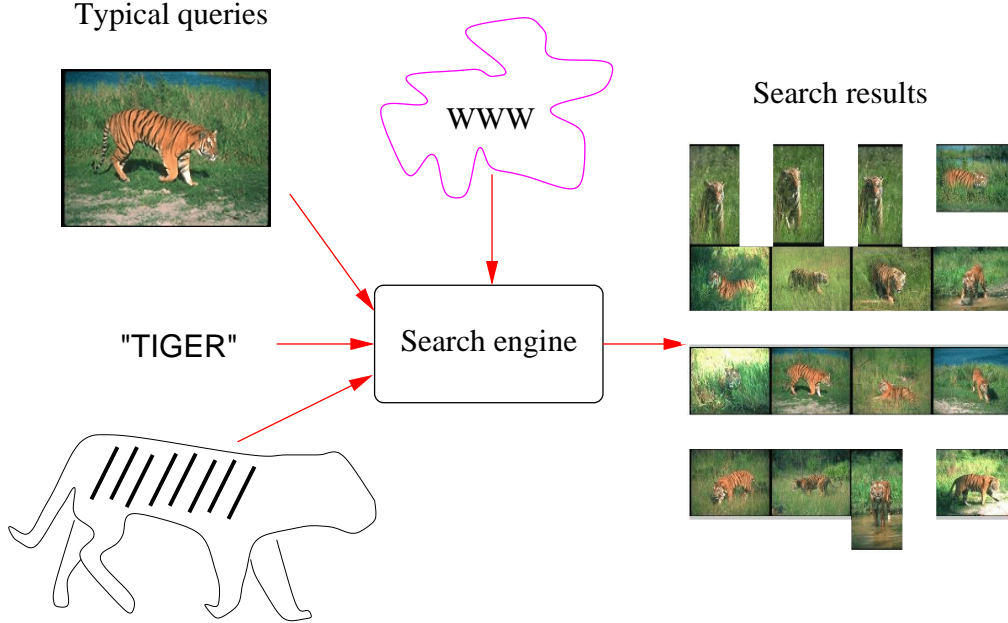 Typical queries
WWW
Search results
"TIGER"
Search engine